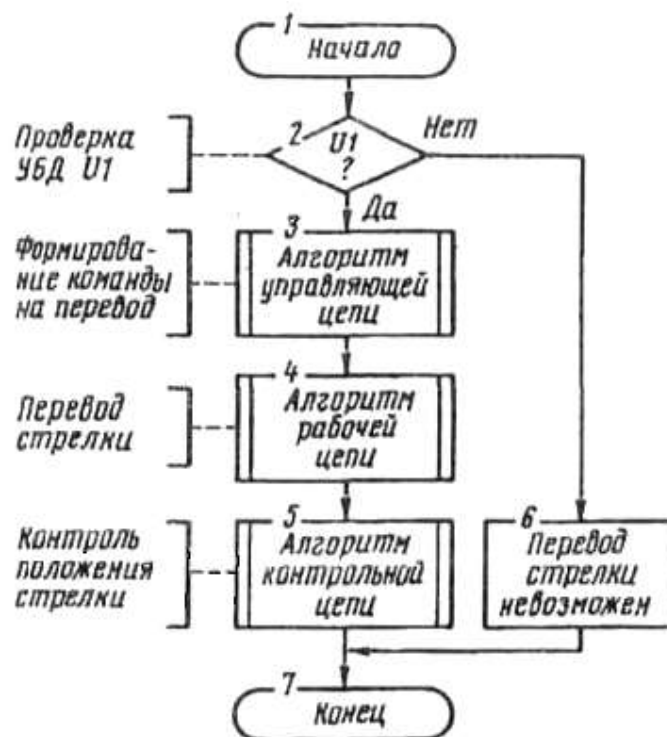 1
Начало
Проверка
УБД U1
2
U1
?
Нет
Да
Формирова-
ние команды
на перевод
3
Алгоритм
управляющей
цепи
Перевод
стрелки
4
Алгоритм
рабочей
цепи
Контроль
положения
стрелки
5
Алгоритм
контрольной
цепи
6
Перевод
стрелки
невозможен
7
Конец